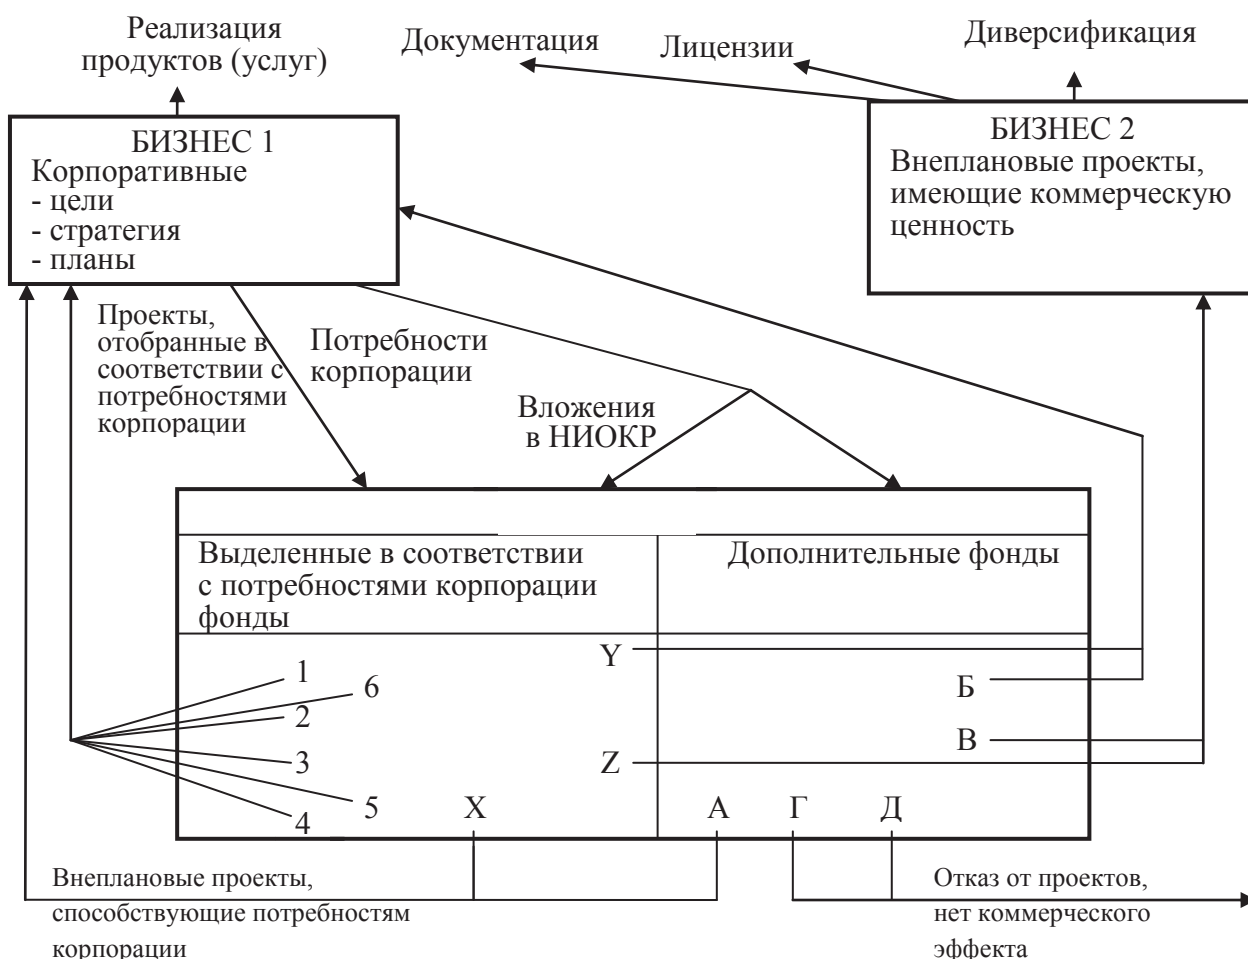 Реализация
продуктов (услуг)
Документация
Лицензии
Диверсификация
БИЗНЕС 1
Корпоративные
- цели
- стратегия
- планы
БИЗНЕС 2
Внеплановые проекты,
имеющие коммерческую
ценность
Проекты,
отобранные в
соответствии с
потребностями
корпорации
Потребности
корпорации
Вложения
в НИОКР
Выделенные в соответствии
с потребностями корпорации
фонды
Дополнительные фонды
Y
1
6
Б
2
В
3
Z
5
4
X
А
Г
Д
Внеплановые проекты,
способствующие потребностям
корпорации
Отказ от проектов,
нет коммерческого
эффекта